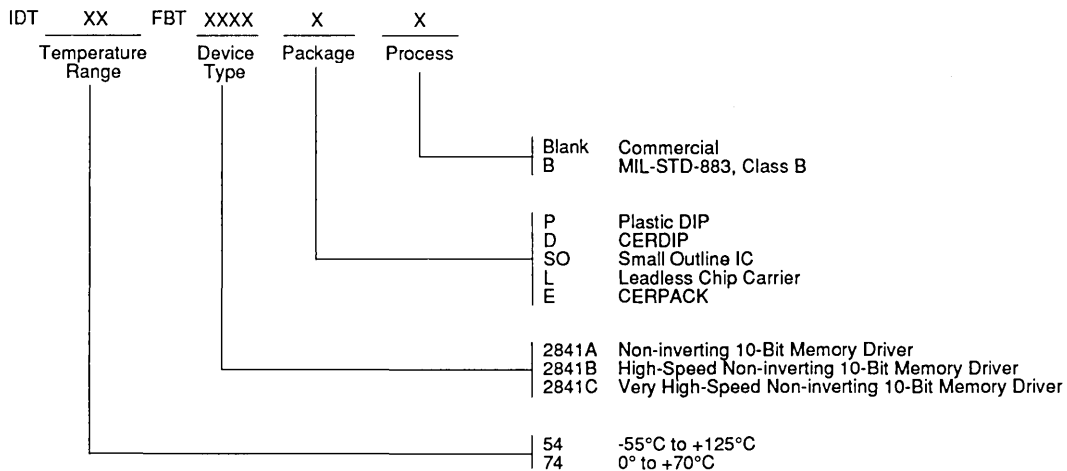 IDT XX FBT XXXX X X
Temperature Range Device Type Package Process
Blank Commercial
B MIL-STD-883, Class B
P Plastic DIP
D CERDIP
SO Small Outline IC
L Leadless Chip Carrier
E CERPACK
2841A Non-inverting 10-Bit Memory Driver
2841B High-Speed Non-inverting 10-Bit Memory Driver
2841C Very High-Speed Non-inverting 10-Bit Memory Driver
54 -55°C to +125°C
74 0° to +70°C